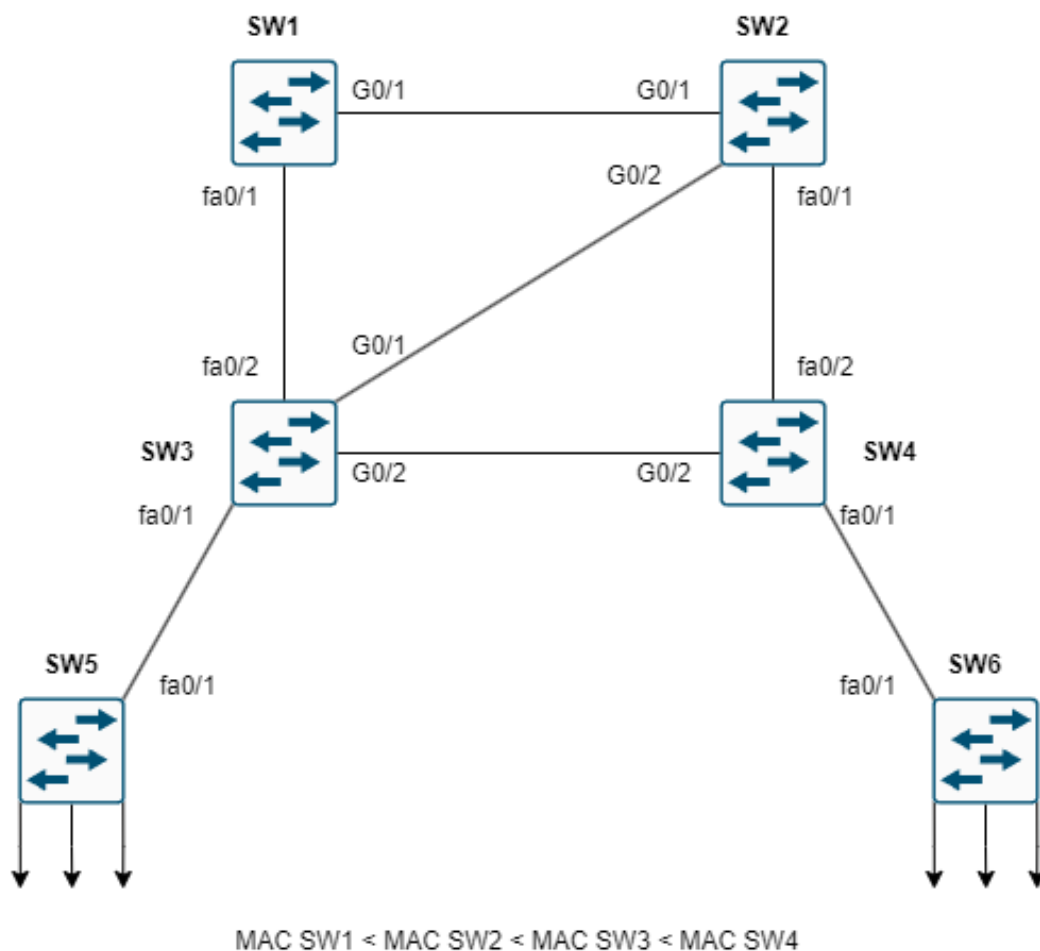 SW1
SW2
G0/1
G0/1
G0/2
fa0/1
fa0/1
G0/1
fa0/2
fa0/2
SW3
SW4
G0/2
G0/2
fa0/1
fa0/1
SW5
SW6
fa0/1
fa0/1
MAC SW1 < MAC SW2 < MAC SW3 < MAC SW4